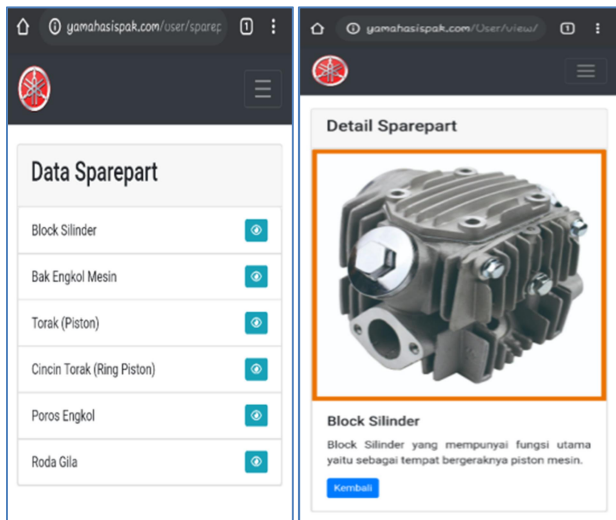 yamahasispak.com/user/sparep
1
Data Sparepart
Block Silinder
Bak Engkol Mesin
Torak (Piston)
Cincin Torak (Ring Piston)
Poros Engkol
Roda Gila
yamahasispak.com/User/view/
1
Detail Sparepart
Block Silinder
Block Silinder yang mempunyai fungsi utama
yaitu sebagai tempat bergeraknya piston mesin.
Kembali